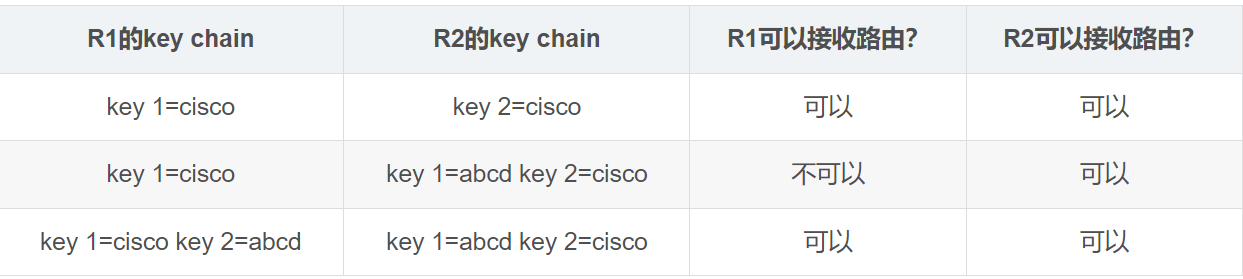 R1的key chain R2的key chain R1可以接收路由? R2可以接收路由?
key 1=cisco key 2=cisco 可以 可以
key 1=cisco key 1=abcd key 2=cisco 不可以 可以
key 1=cisco key 2=abcd key 1=abcd key 2=cisco 可以 可以